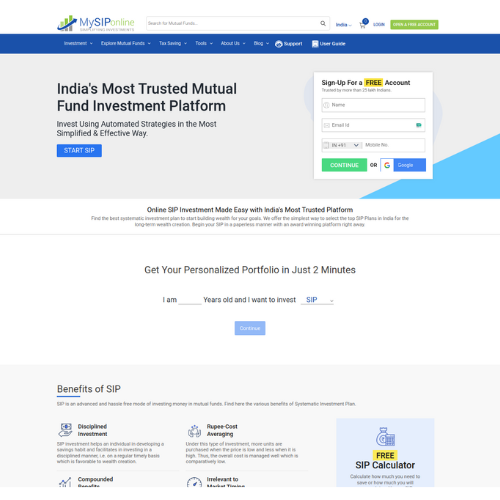 MySIPonline
SIMPLIFYING INVESTMENTS
Search for Mutual Funds..
India
0
LOGIN
OPEN A FREE ACCOUNT
Investment
Explore Mutual Funds
Tax Saving
Tools
About Us
Blog
Support
User Guide
India's Most Trusted Mutual
Fund Investment Platform
Invest Using Automated Strategies in the Most
Simplified & Effective Way.
START SIP
Sign-Up For a FREE Account
Trusted by more than 25 lakh Indians.
Name
Email Id
IN +91
Mobile No.
CONTINUE
OR
G Google
Online SIP Investment Made Easy with India's Most Trusted Platform
Find the best systematic investment plan to start building wealth for your goals. We offer the simplest way to select the top SIP Plans in India for the
long-term wealth creation. Begin your SIP in a paperless manner with an award winning platform right away.
Get Your Personalized Portfolio in Just 2 Minutes
I am ______ Years old and I want to invest SIP
Continue
Benefits of SIP
SIP is an advanced and hassle free mode of investing money in mutual funds. Find here the various benefits of Systematic Investment Plan.
Disciplined
Investment
SIP investment helps an individual in developing a
savings habit and facilitates in investing in a
disciplined manner, i.e. on a regular timely basis
which is favorable to wealth creation.
Rupee-Cost
Averaging
Under this type of investment, more units are
purchased when the price is low and less when it is
high. Thus, the overall cost is managed well which is
comparatively low.
FREE
SIP Calculator
Calculate how much you need to
save or how much you will
Compounded
Benefits
Irrelevant to
Market Timing